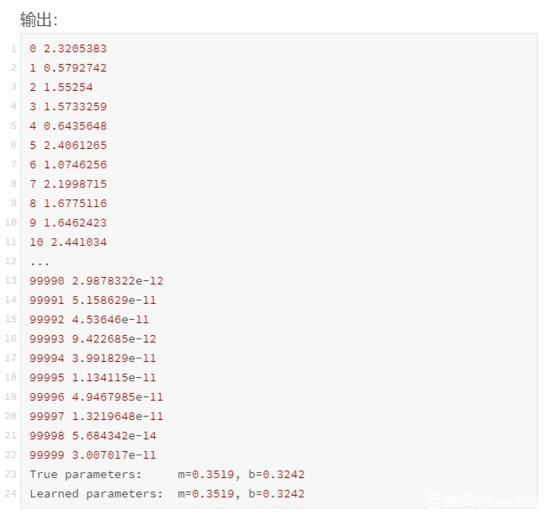 输出:
1 0 2.3205383
2 1 0.5792742
3 2 1.55254
4 3 1.5733259
5 4 0.6435648
6 5 2.4061265
7 6 1.0746256
8 7 2.1998715
9 8 1.6775116
10 9 1.6462423
11 10 2.441034
12 ...
13 99990 2.9878322e-12
14 99991 5.158629e-11
15 99992 4.53646e-11
16 99993 9.422685e-12
17 99994 3.991829e-11
18 99995 1.134115e-11
19 99996 4.9467985e-11
20 99997 1.3219648e-11
21 99998 5.684342e-14
22 99999 3.007017e-11
23 True parameters:     m=0.3519, b=0.3242
24 Learned parameters:  m=0.3519, b=0.3242
百家号/SandaG